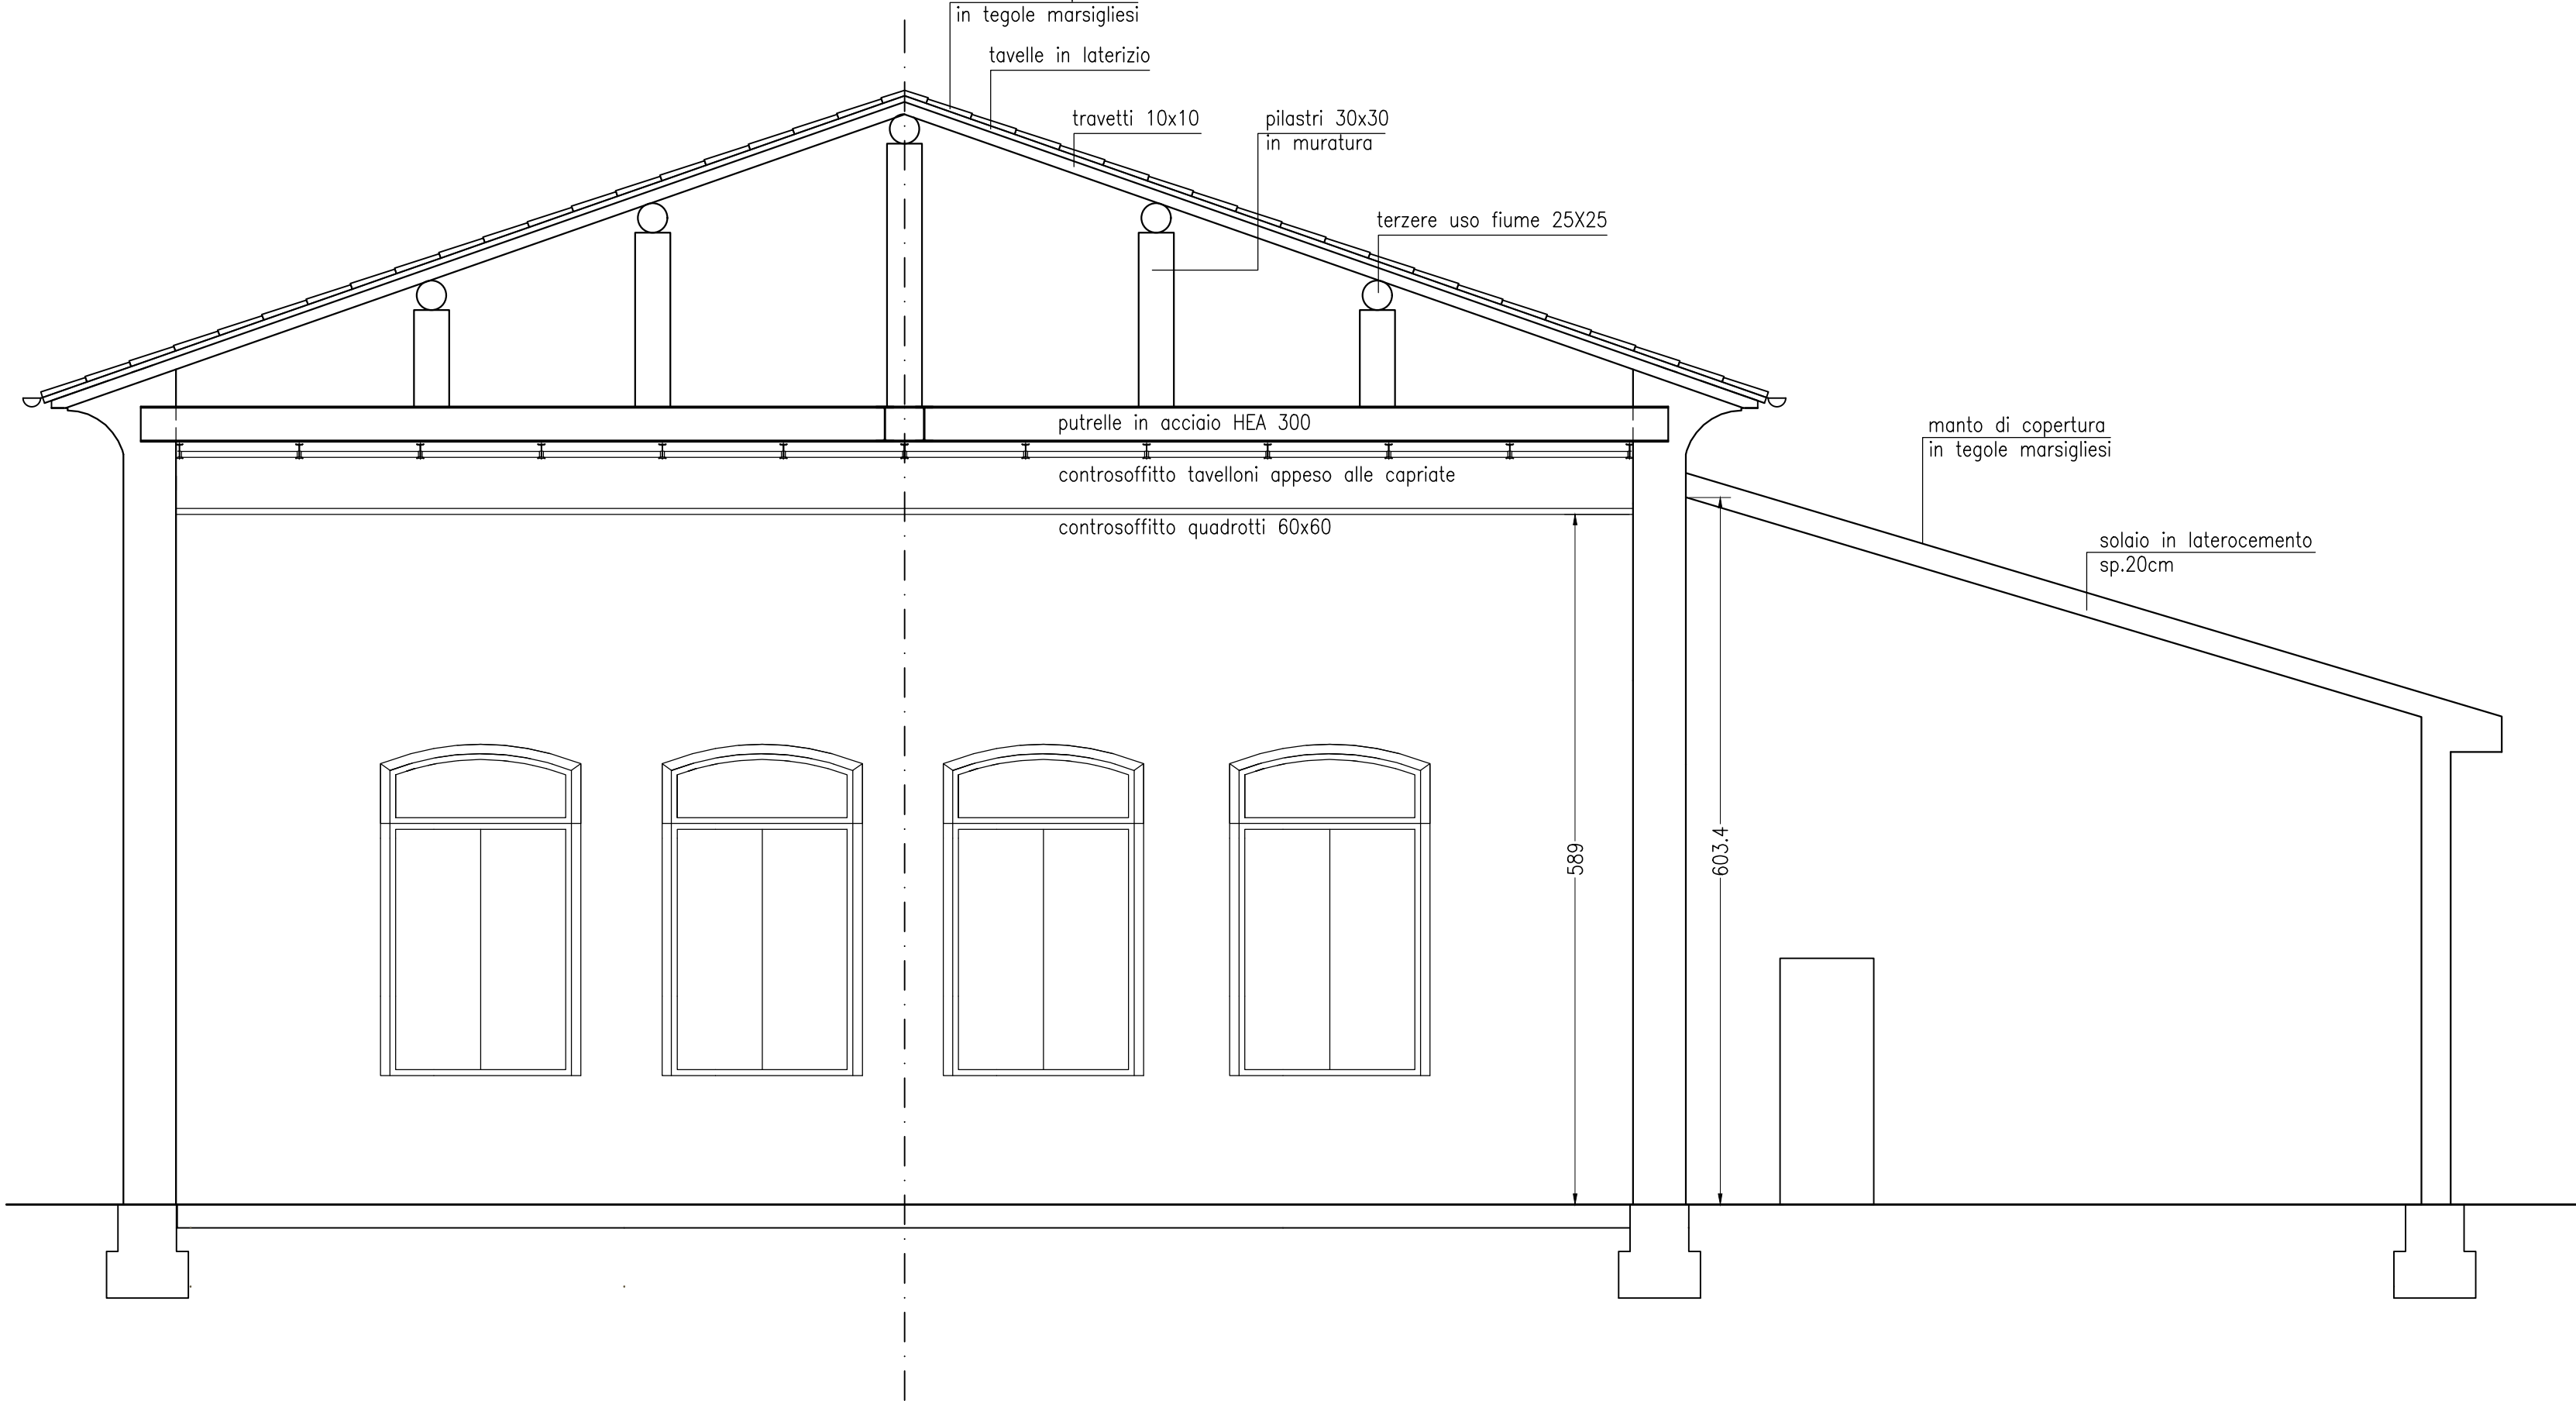 in tegole marsigliesi
tavelle in laterizio
travetti 10x10
pilastri 30x30
in muratura
terzere uso fiume 25X25
putrelle in acciaio HEA 300
controsoffitto tavelloni appeso alle capriate
controsoffitto quadrotti 60x60
manto di copertura
in tegole marsigliesi
solaio in laterocemento
sp.20cm
589
603.4